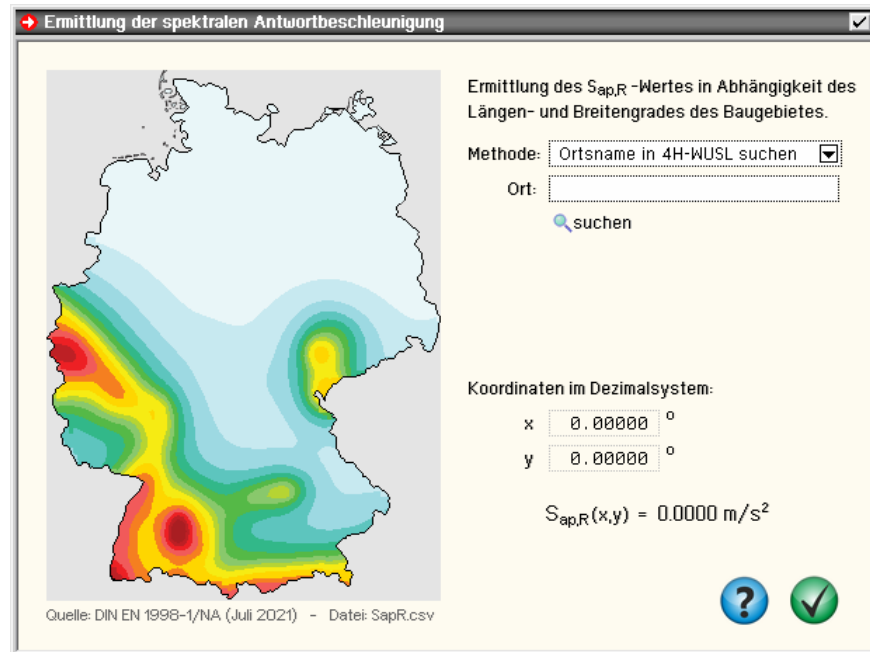 Ermittlung der spektralen Antwortbeschleunigung
Ermittlung des Sap,R -Wertes in Abhängigkeit des
Längen- und Breitengrades des Baugebietes.
Methode: Ortsname in 4H-WUSL suchen
Ort:
suchen
Koordinaten im Dezimalsystem:
x 0.00000 °
y 0.00000 °
Sap,R(x,y) = 0.0000 m/s²
Quelle: DIN EN 1998-1/NA (Juli 2021) - Datei: SapR.csv
?